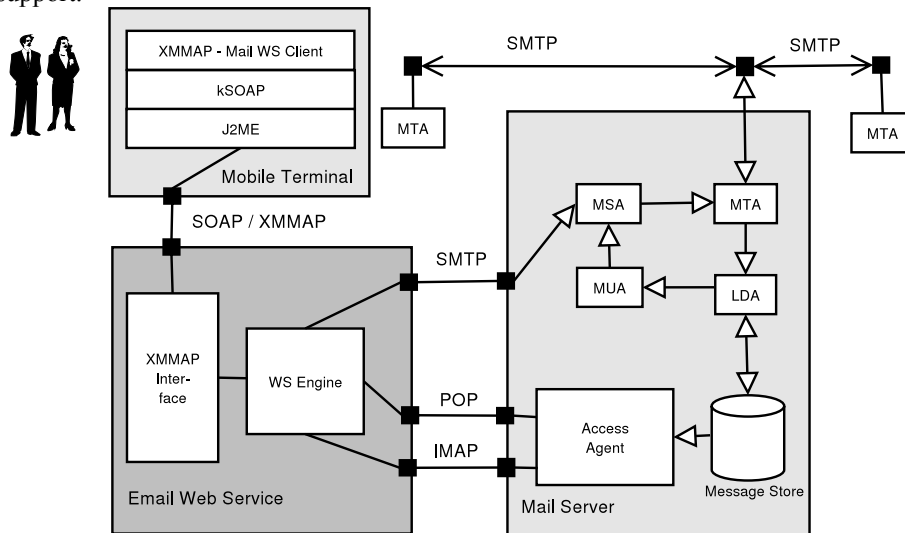 support.
XMMAP - Mail WS Client
kSOAP
J2ME
Mobile Terminal
SMTP
SMTP
MTA
MTA
SOAP / XMMAP
MSA
MTA
SMTP
MUA
LDA
XMMAP
Inter-
face
WS Engine
POP
IMAP
Access
Agent
Message Store
Email Web Service
Mail Server